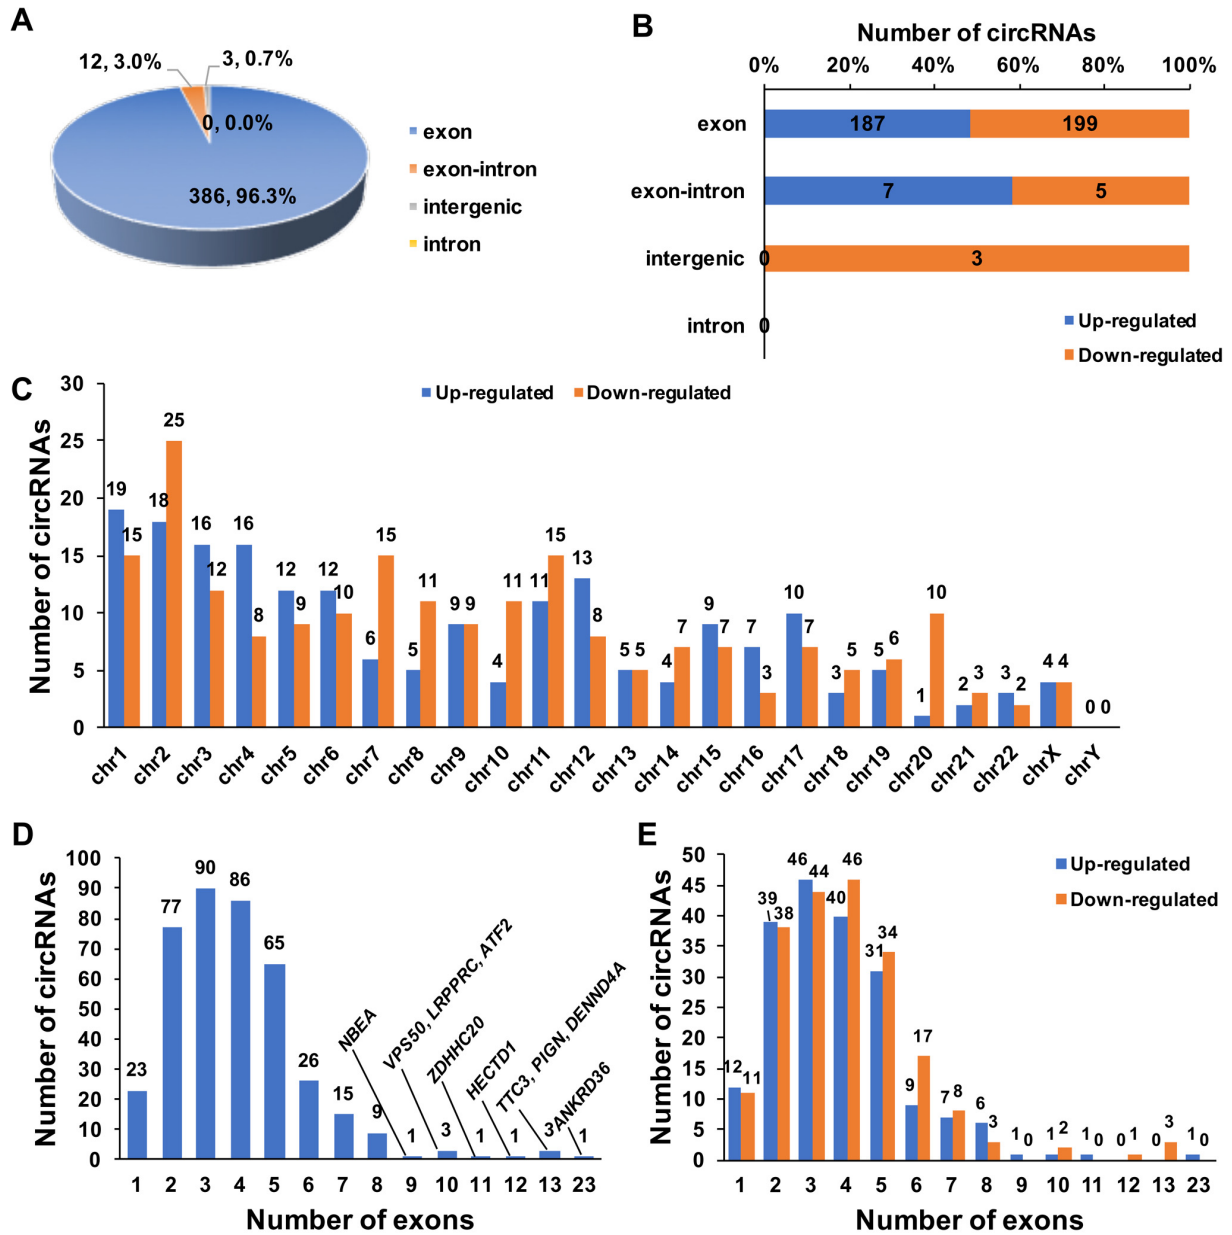 A
12, 3.0%
3, 0.7%
0, 0.0%
386, 96.3%
exon
exon-intron
intergenic
intron
B
Number of circRNAs
0% 20% 40% 60% 80% 100%
exon 187 199
exon-intron 7 5
intergenic 0 3
intron 0
Up-regulated
Down-regulated
C
Up-regulated Down-regulated
Number of circRNAs
30
25
20
15
10
5
0
19 15 18 25 16 12 16 8 12 9 12 10 6 15 5 11 9 9 4 11 11 15 13 8 5 5 4 7 9 7 7 3 10 7 3 5 5 6 1 10 2 3 3 2 4 4 0 0
chr1 chr2 chr3 chr4 chr5 chr6 chr7 chr8 chr9 chr10 chr11 chr12 chr13 chr14 chr15 chr16 chr17 chr18 chr19 chr20 chr21 chr22 chrX chrY
D
Number of circRNAs
100
90
80
70
60
50
40
30
20
10
0
23 77 90 86 65 26 15 9 1 3 1 1 3 1
NBEA
VPS50, LRPPRC, ATF2
ZDHHC20
HECTD1
TTC3, PIGN, DENND4A
ANKRD36
1 2 3 4 5 6 7 8 9 10 11 12 13 23
Number of exons
E
Up-regulated
Down-regulated
Number of circRNAs
50
45
40
35
30
25
20
15
10
5
0
12 11 39 38 46 44 40 46 31 34 9 17 7 8 6 3 1 0 1 2 1 0 0 1 0 3 1 0
1 2 3 4 5 6 7 8 9 10 11 12 13 23
Number of exons